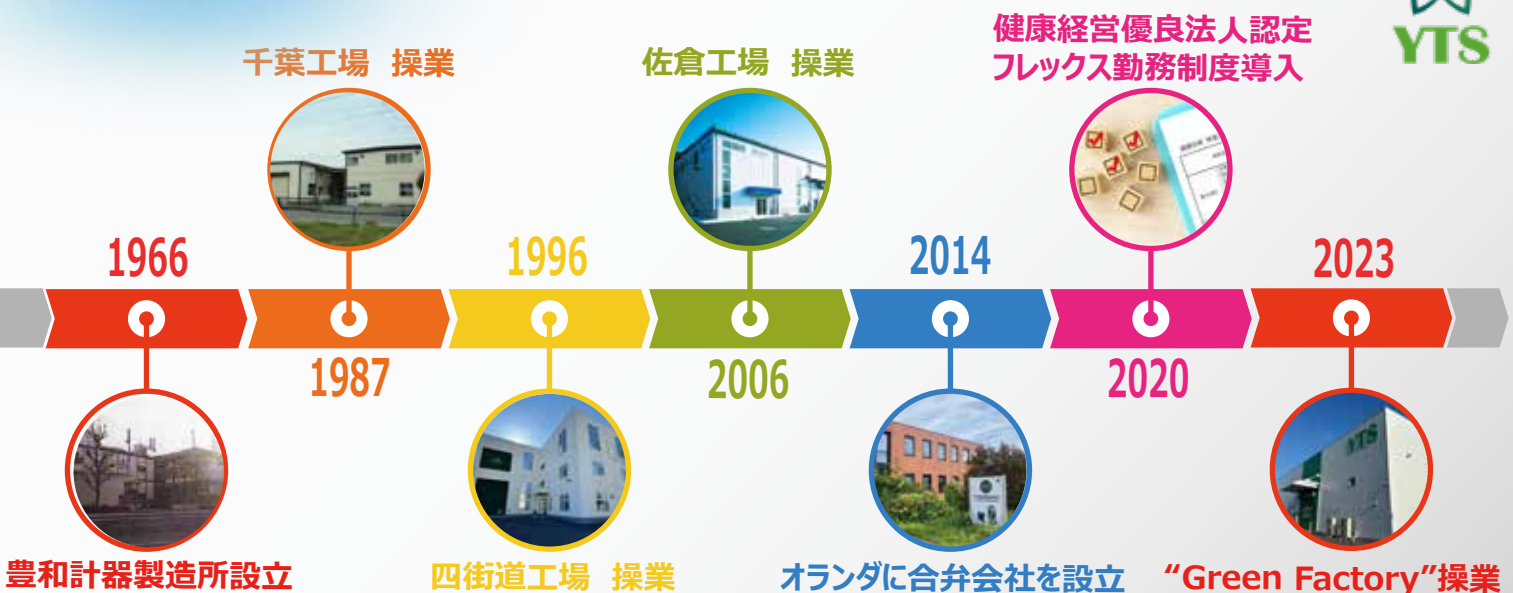 健康経営優良法人認定
フレックス勤務制度導入
YTS
千葉工場 操業
佐倉工場 操業
1966
1996
2014
2023
1987
2006
2020
YTS
豊和計器製造所設立
四街道工場 操業
オランダに合弁会社を設立
“Green Factory”操業